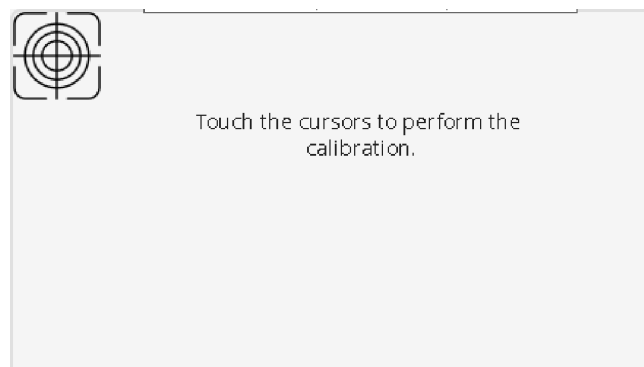 Touch the cursors to perform the
calibration.